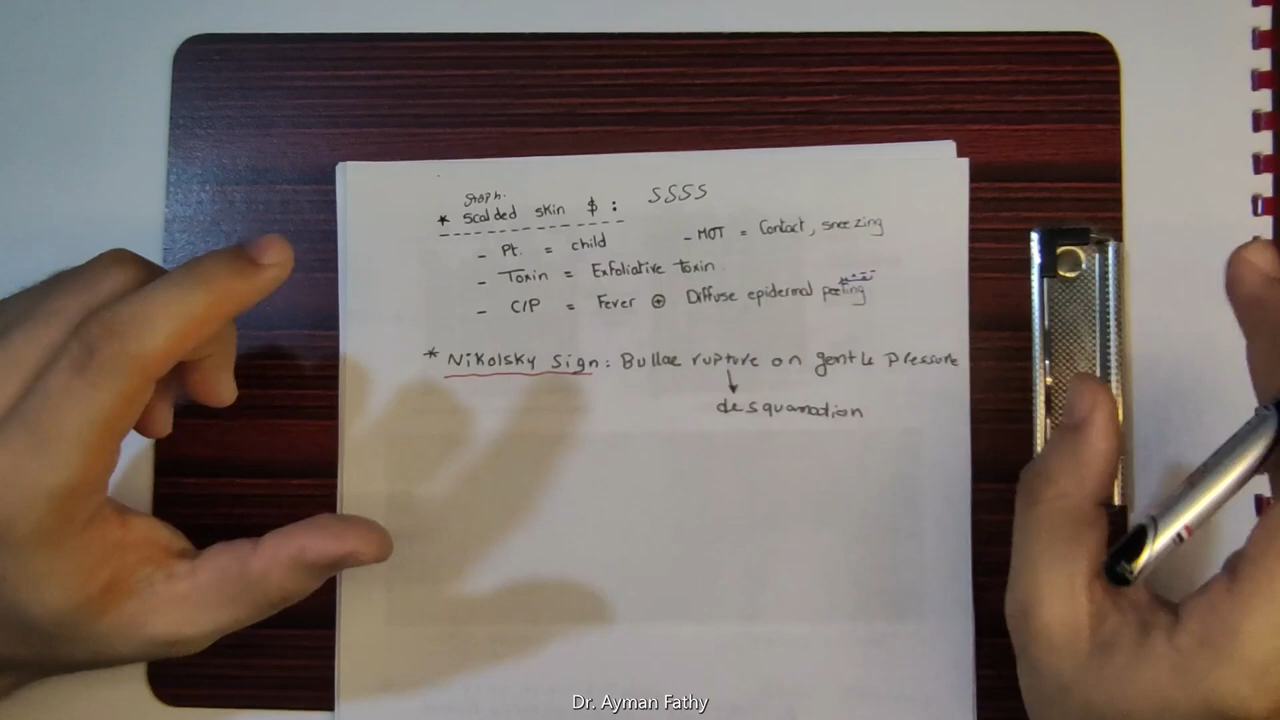 staph.
* Scalded skin $ : SSSS
- Pt. = child - MOT = Contact, sneezing
- Toxin = Exfoliative toxin
- C/P = Fever ⊕ Diffuse epidermal peeling
تقشير
* Nikolsky sign : Bullae rupture on gentle pressure
↓
desquamation
Dr. Ayman Fathy